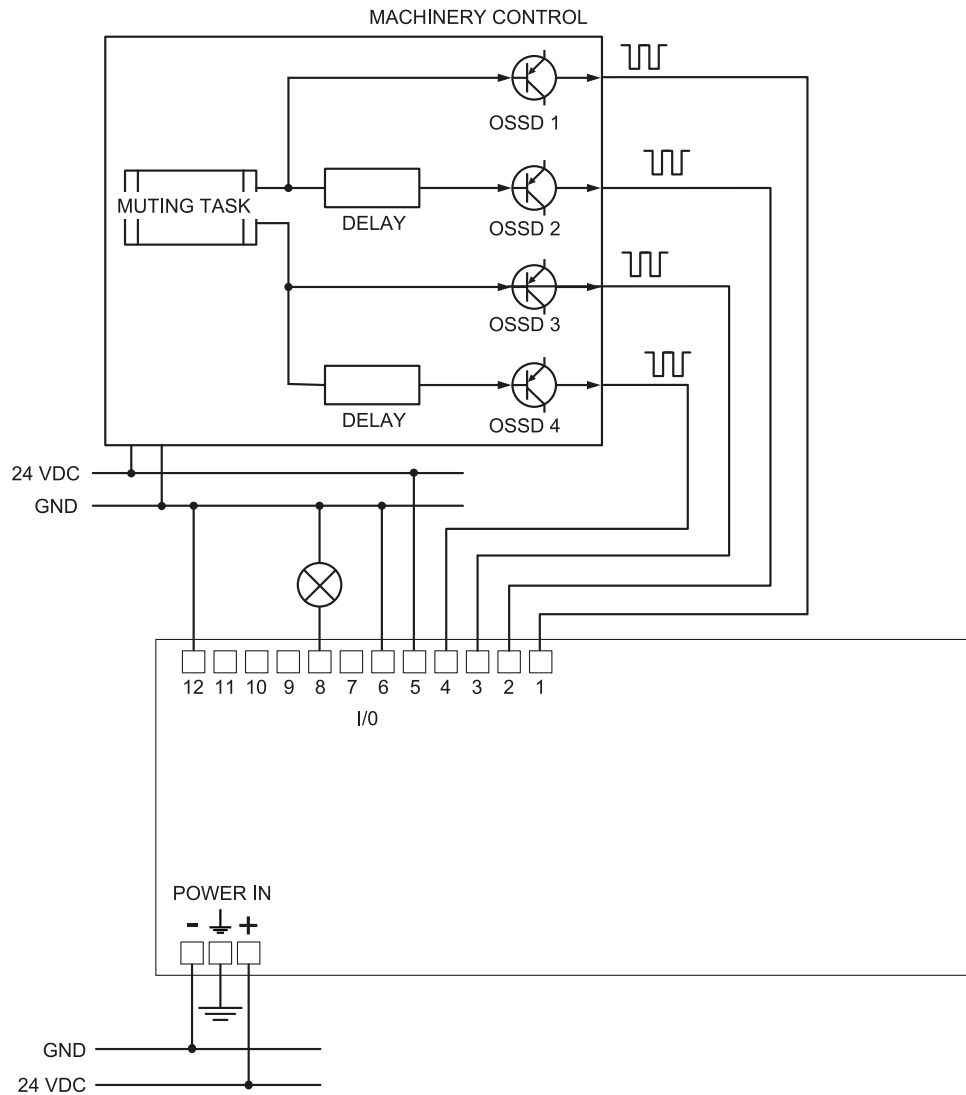 MACHINERY CONTROL
OSSD 1
MUTING TASK
DELAY
OSSD 2
OSSD 3
DELAY
OSSD 4
24 VDC
GND
12 11 10 9 8 7 6 5 4 3 2 1
I/0
POWER IN
- +
GND
24 VDC